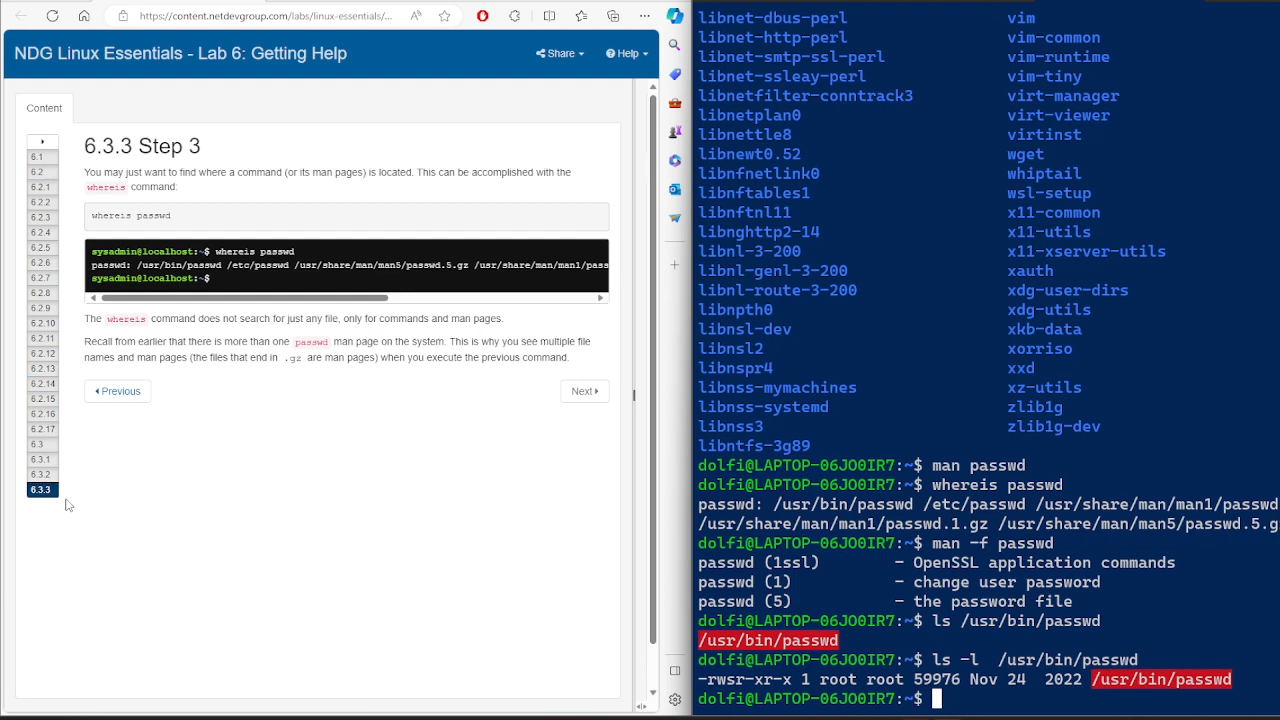 https://content.netdevgroup.com/labs/linux-essentials/...
NDG Linux Essentials - Lab 6: Getting Help
Share
Help
Content
6.1
6.2
6.2.1
6.2.2
6.2.3
6.2.4
6.2.5
6.2.6
6.2.7
6.2.8
6.2.9
6.2.10
6.2.11
6.2.12
6.2.13
6.2.14
6.2.15
6.2.16
6.2.17
6.3
6.3.1
6.3.2
6.3.3
6.3.3 Step 3
You may just want to find where a command (or its man pages) is located. This can be accomplished with the
whereis command:
whereis passwd
sysadmin@localhost:~$ whereis passwd
passwd: /usr/bin/passwd /etc/passwd /usr/share/man/man5/passwd.5.gz /usr/share/man/man1/pass
sysadmin@localhost:~$
The whereis command does not search for just any file, only for commands and man pages.
Recall from earlier that there is more than one passwd man page on the system. This is why you see multiple file
names and man pages (the files that end in .gz are man pages) when you execute the previous command.
Previous
Next
libnet-dbus-perl vim
libnet-http-perl vim-common
libnet-smtp-ssl-perl vim-runtime
libnet-ssleay-perl vim-tiny
libnetfilter-conntrack3 virt-manager
libnetplan0 virt-viewer
libnettle8 virtinst
libnewt0.52 wget
libnfnetlink0 whiptail
libnftables1 wsl-setup
libnftnl11 x11-common
libnghttp2-14 x11-utils
libnl-3-200 x11-xserver-utils
libnl-genl-3-200 xauth
libnl-route-3-200 xdg-user-dirs
libnpth0 xdg-utils
libnsl-dev xkb-data
libnsl2 xorriso
libnspr4 xxd
libnss-mymachines xz-utils
libnss-systemd zlib1g
libnss3 zlib1g-dev
libntfs-3g89
dolfi@LAPTOP-06JO0IR7:~$ man passwd
dolfi@LAPTOP-06JO0IR7:~$ whereis passwd
passwd: /usr/bin/passwd /etc/passwd /usr/share/man/man1/passwd
/usr/share/man/man1/passwd.1.gz /usr/share/man/man5/passwd.5.g
dolfi@LAPTOP-06JO0IR7:~$ man -f passwd
passwd (1ssl) - OpenSSL application commands
passwd (1) - change user password
passwd (5) - the password file
dolfi@LAPTOP-06JO0IR7:~$ ls /usr/bin/passwd
/usr/bin/passwd
dolfi@LAPTOP-06JO0IR7:~$ ls -l  /usr/bin/passwd
-rwsr-xr-x 1 root root 59976 Nov 24  2022 /usr/bin/passwd
dolfi@LAPTOP-06JO0IR7:~$